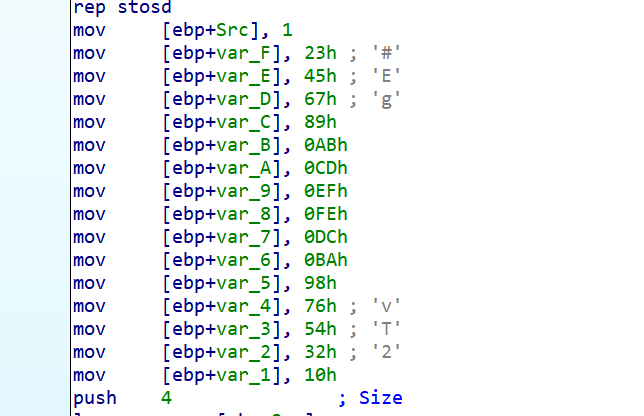 rep stosd
mov [ebp+Src], 1
mov [ebp+var_F], 23h ; '#'
mov [ebp+var_E], 45h ; 'E'
mov [ebp+var_D], 67h ; 'g'
mov [ebp+var_C], 89h
mov [ebp+var_B], 0ABh
mov [ebp+var_A], 0CDh
mov [ebp+var_9], 0EFh
mov [ebp+var_8], 0FEh
mov [ebp+var_7], 0DCh
mov [ebp+var_6], 0BAh
mov [ebp+var_5], 98h
mov [ebp+var_4], 76h ; 'v'
mov [ebp+var_3], 54h ; 'T'
mov [ebp+var_2], 32h ; '2'
mov [ebp+var_1], 10h
push 4 ; Size